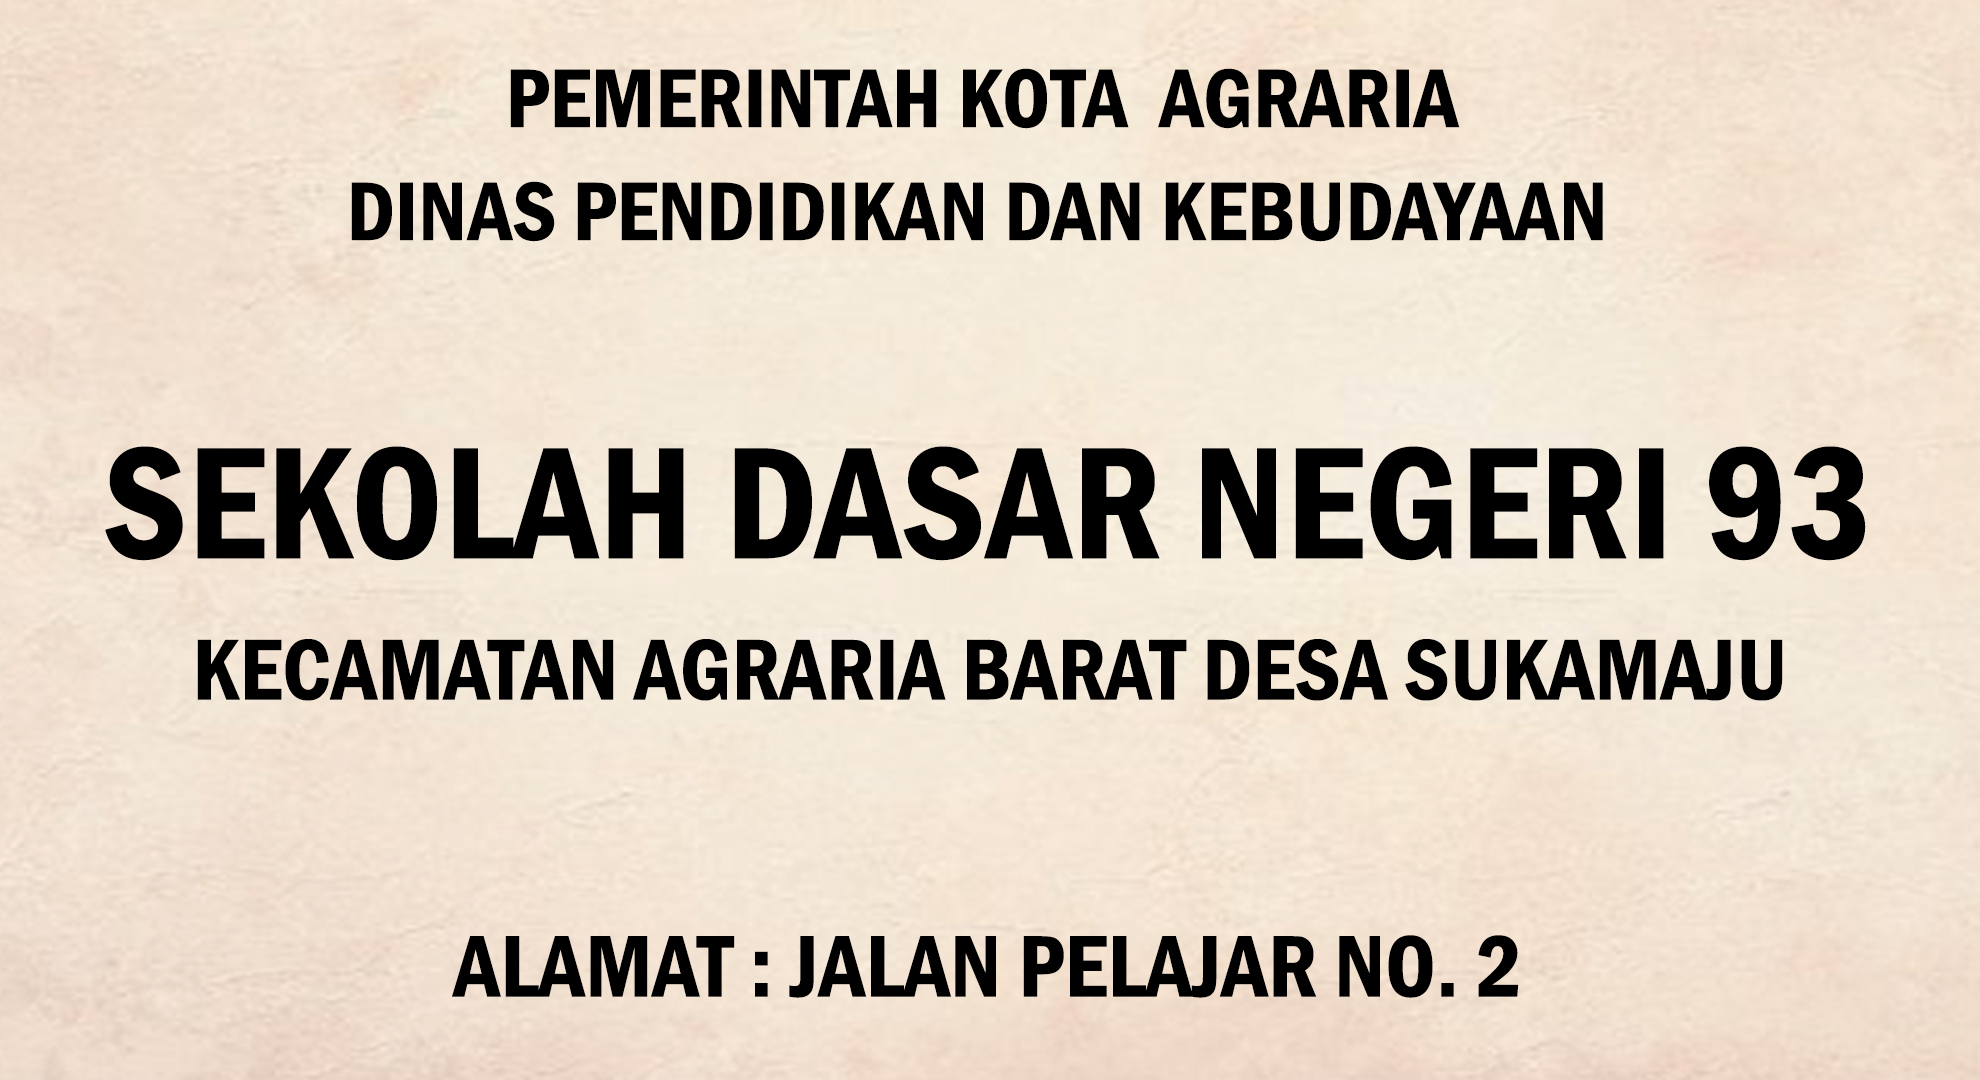 PEMERINTAH KOTA AGRARIA
DINAS PENDIDIKAN DAN KEBUDAYAAN
SEKOLAH DASAR NEGERI 93
KECAMATAN AGRARIA BARAT DESA SUKAMAJU
ALAMAT : JALAN PELAJAR NO. 2